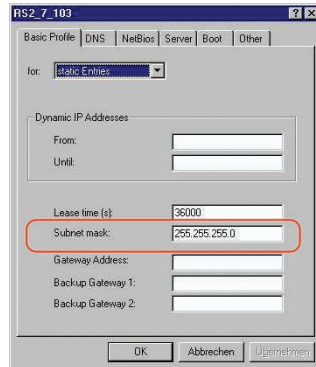 RS2_7_103
Basic Profile DNS NetBios Server Boot Other
for: static Entries
Dynamic IP Addresses
From:
Until:
Lease time (s): 36000
Subnet mask: 255.255.255.0
Gateway Address:
Backup Gateway 1:
Backup Gateway 2:
OK Abbrechen Übernehmen